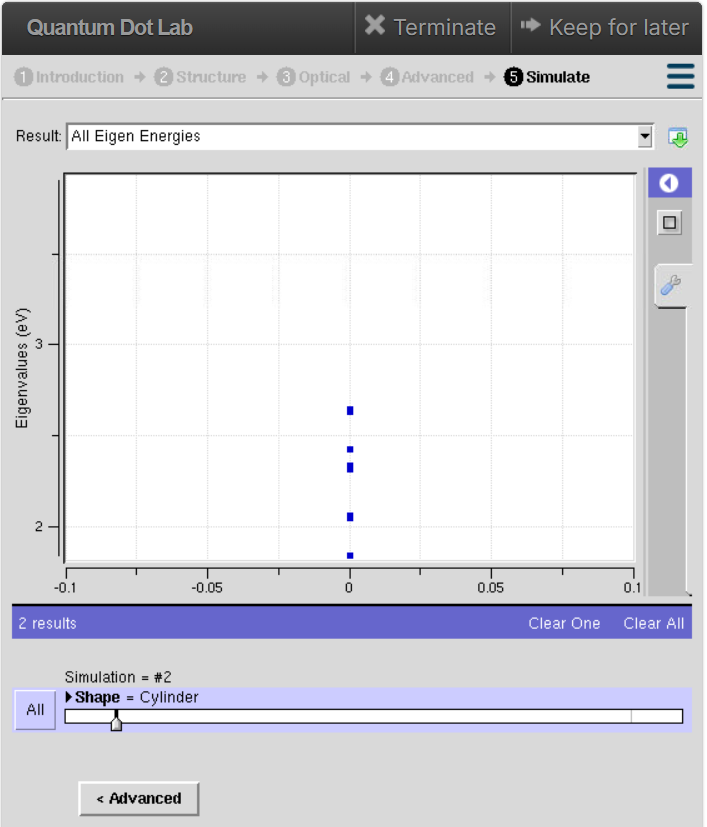 Quantum Dot Lab
Terminate
Keep for later
1 Introduction → 2 Structure → 3 Optical → 4 Advanced → 5 Simulate
Result: All Eigen Energies
Eigenvalues (eV)
3
2
-0.1 -0.05 0 0.05 0.1
2 results Clear One Clear All
Simulation = #2
All
Shape = Cylinder
< Advanced